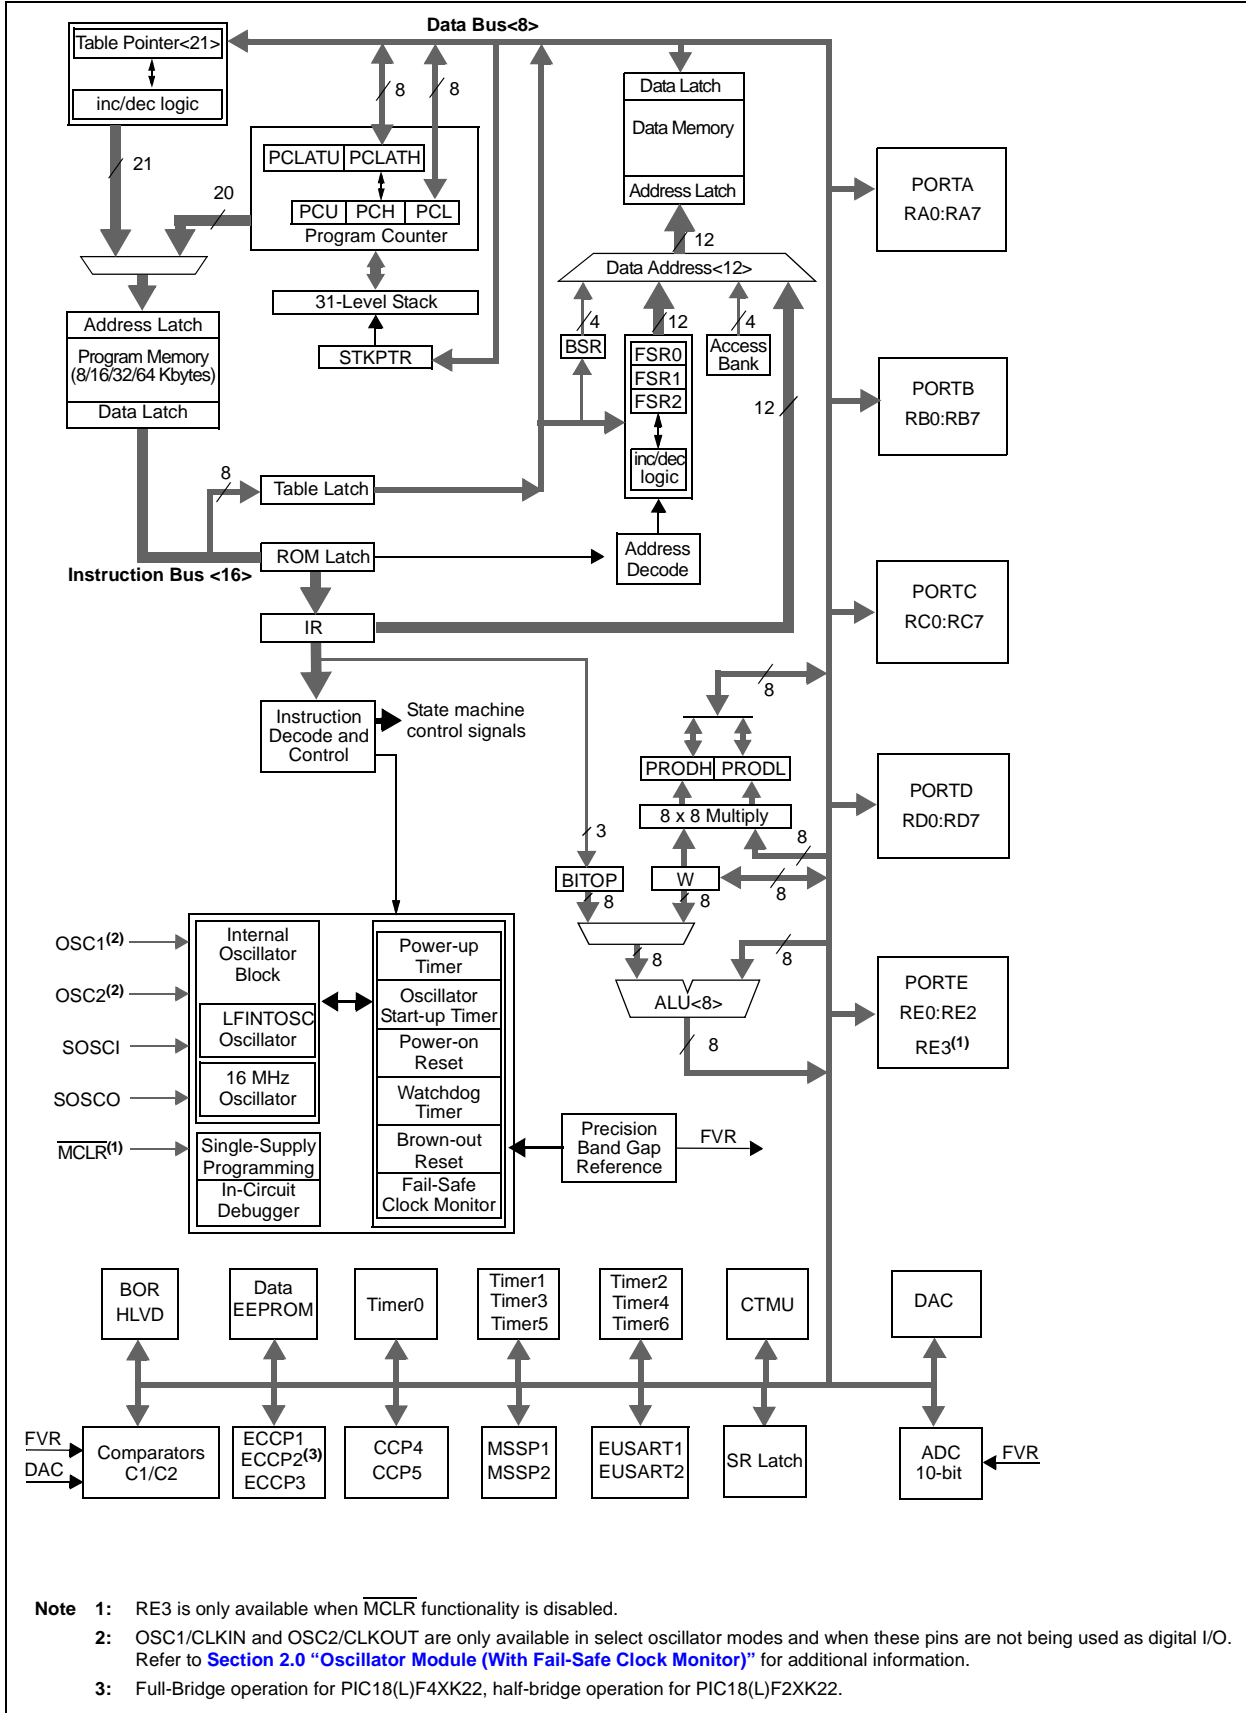 Data Bus<8>
Table Pointer<21>
inc/dec logic
8
8
21
20
PCLATU
PCLATH
PCU
PCH
PCL
Program Counter
31-Level Stack
STKPTR
Data Latch
Data Memory
Address Latch
12
Data Address<12>
4
12
4
BSR
FSR0
FSR1
FSR2
inc/dec
logic
Access
Bank
12
Address
Decode
Address Latch
Program Memory
(8/16/32/64 Kbytes)
Data Latch
8
Table Latch
ROM Latch
Instruction Bus <16>
IR
Instruction
Decode and
Control
State machine
control signals
8
PRODH
PRODL
8 x 8 Multiply
3
8
BITOP
W
8
8
8
8
8
ALU<8>
8
PORTA
RA0:RA7
PORTB
RB0:RB7
PORTC
RC0:RC7
PORTD
RD0:RD7
PORTE
RE0:RE2
RE3(1)
OSC1(2)
OSC2(2)
SOSCI
SOSCO
MCLR(1)
Internal
Oscillator
Block
LFINTOSC
Oscillator
16 MHz
Oscillator
Single-Supply
Programming
In-Circuit
Debugger
Power-up
Timer
Oscillator
Start-up Timer
Power-on
Reset
Watchdog
Timer
Brown-out
Reset
Fail-Safe
Clock Monitor
Precision
Band Gap
Reference
FVR
BOR
HLVD
Data
EEPROM
Timer0
Timer1
Timer3
Timer5
Timer2
Timer4
Timer6
CTMU
DAC
FVR
DAC
Comparators
C1/C2
ECCP1
ECCP2(3)
ECCP3
CCP4
CCP5
MSSP1
MSSP2
EUSART1
EUSART2
SR Latch
ADC
10-bit
FVR
Note 1: RE3 is only available when MCLR functionality is disabled.
2: OSC1/CLKIN and OSC2/CLKOUT are only available in select oscillator modes and when these pins are not being used as digital I/O.
Refer to Section 2.0 “Oscillator Module (With Fail-Safe Clock Monitor)” for additional information.
3: Full-Bridge operation for PIC18(L)F4XK22, half-bridge operation for PIC18(L)F2XK22.